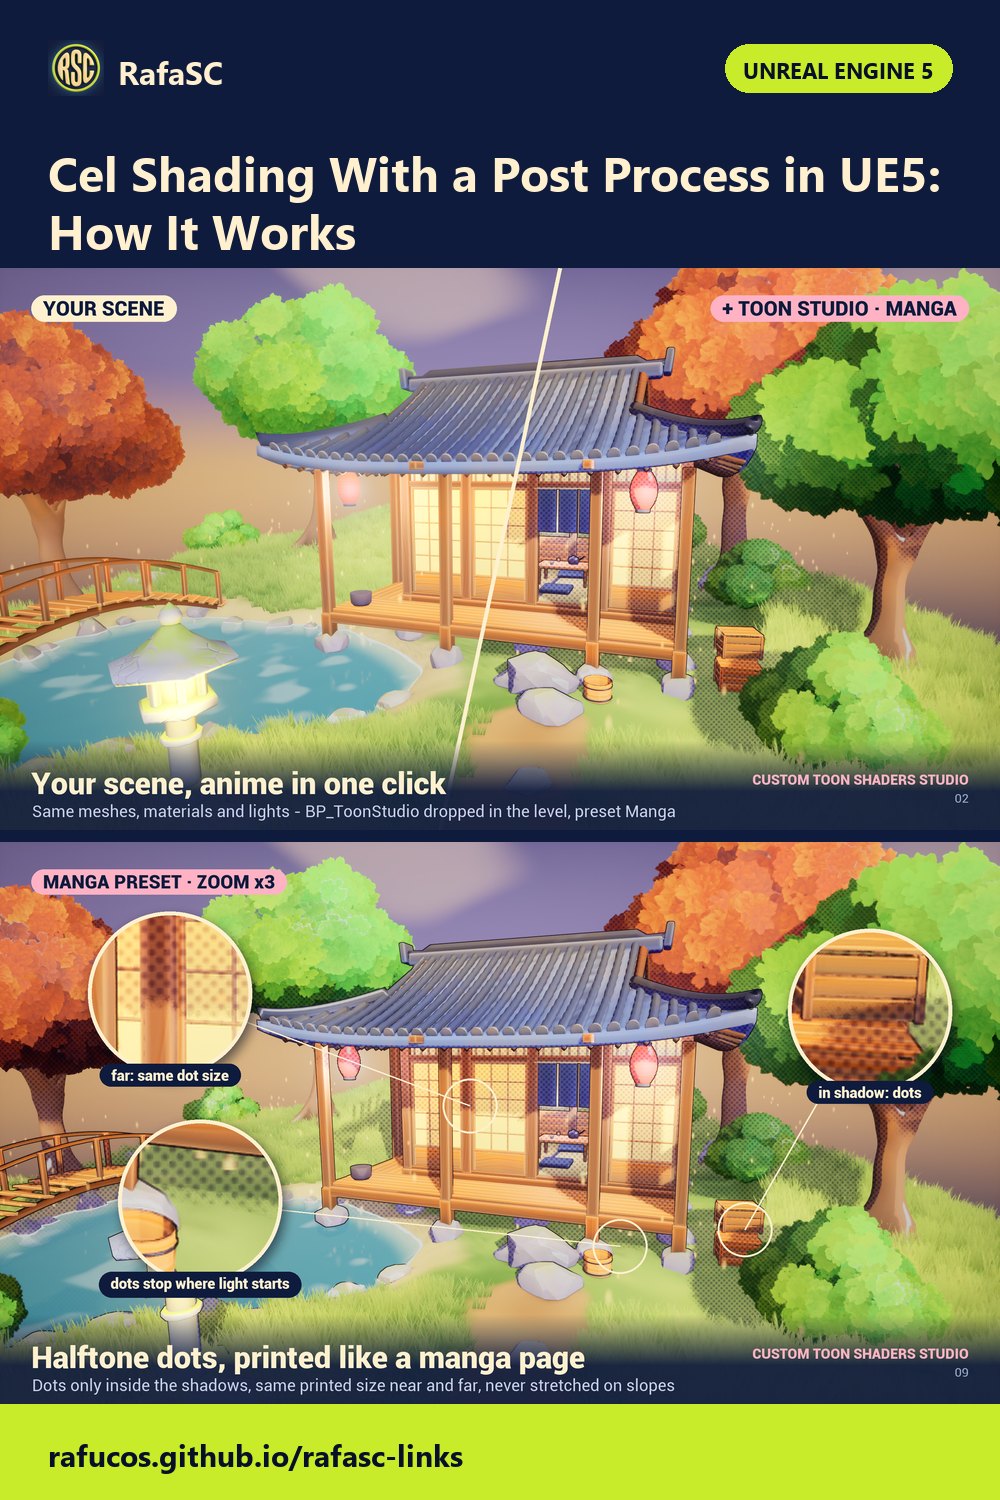 RSC
RafaSC
UNREAL ENGINE 5
Cel Shading With a Post Process in UE5:
How It Works
YOUR SCENE
+ TOON STUDIO · MANGA
Your scene, anime in one click
Same meshes, materials and lights - BP_ToonStudio dropped in the level, preset Manga
CUSTOM TOON SHADERS STUDIO
02
MANGA PRESET · ZOOM x3
far: same dot size
in shadow: dots
dots stop where light starts
Halftone dots, printed like a manga page
Dots only inside the shadows, same printed size near and far, never stretched on slopes
CUSTOM TOON SHADERS STUDIO
09
rafucos.github.io/rafasc-links